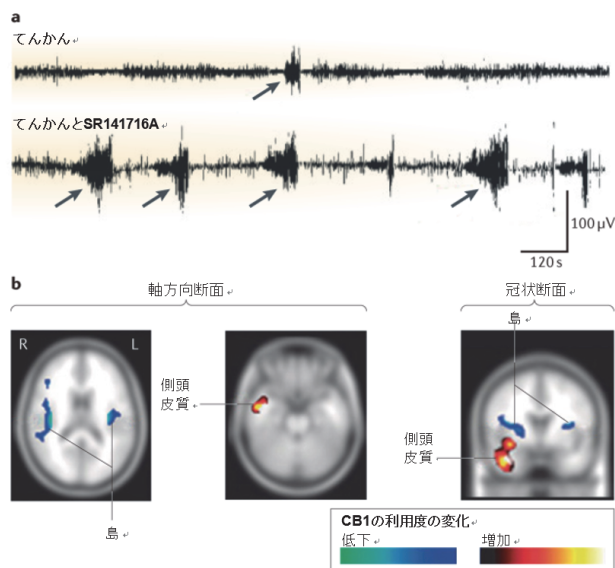 a
てんかん
てんかんとSR141716A
100 μV
120 s
b
軸方向断面
冠状断面
島
R
L
側頭
皮質
側頭
皮質
島
CB1の利用度の変化
低下
増加